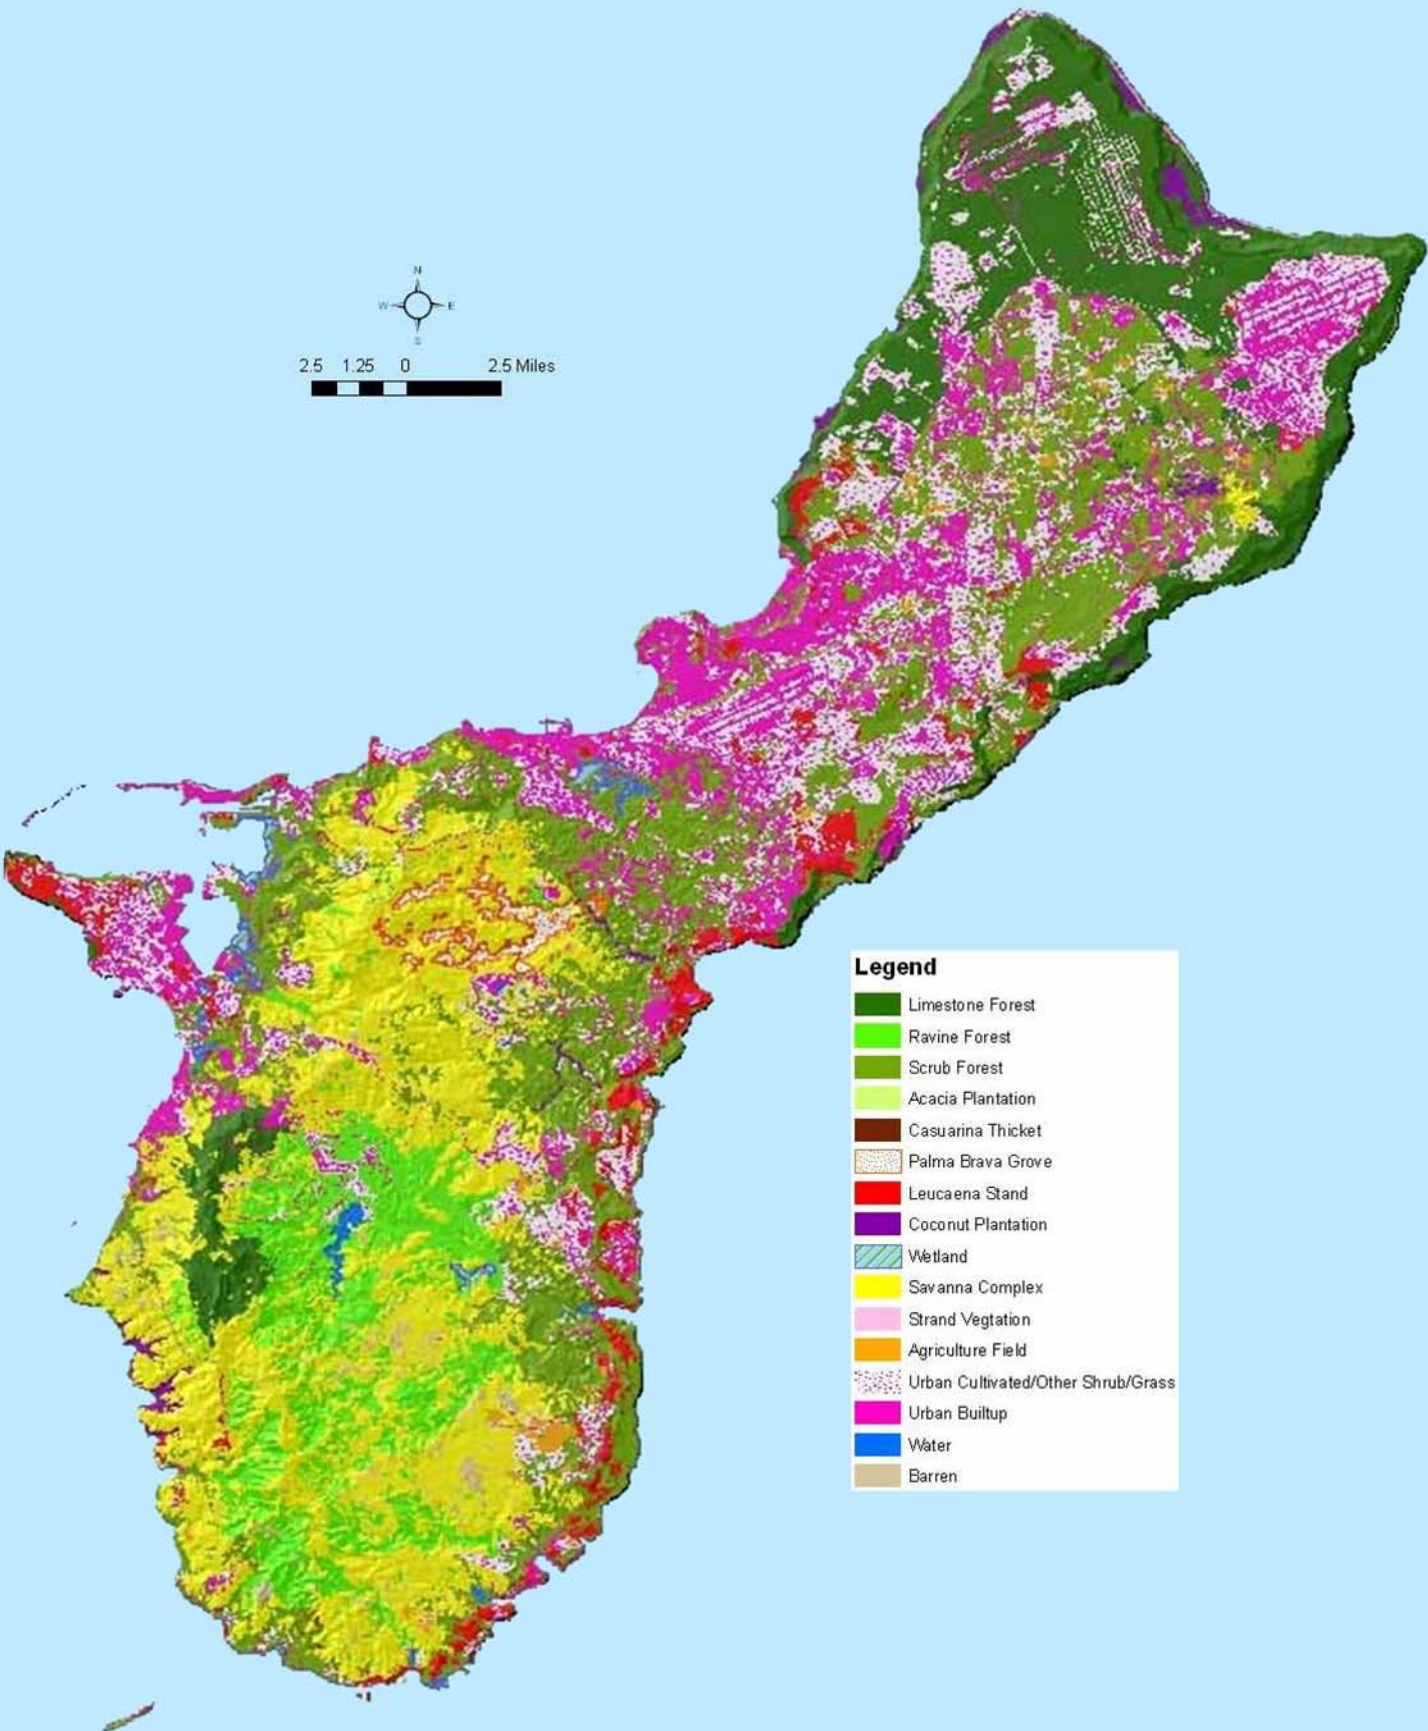 N
W E
S
2.5 1.25 0 2.5 Miles
Legend
Limestone Forest
Ravine Forest
Scrub Forest
Acacia Plantation
Casuarina Thicket
Palma Brava Grove
Leucaena Stand
Coconut Plantation
Wetland
Savanna Complex
Strand Vegtation
Agriculture Field
Urban Cultivated/Other Shrub/Grass
Urban Builtup
Water
Barren